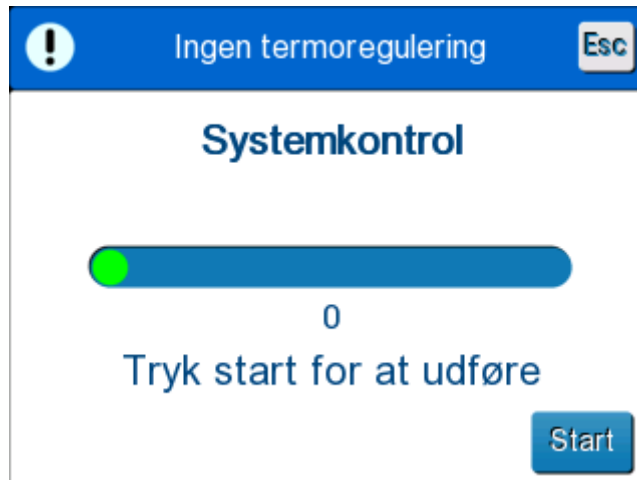 Ingen termoregulering
Esc
Systemkontrol
0
Tryk start for at udføre
Start